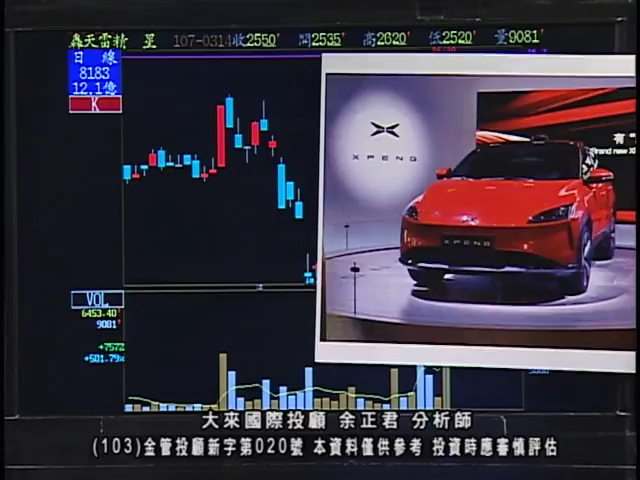 轟天雷精 星 107-0314收2550 開2535 高2620 低2520 量9081
日 線
8183
12.1億
K
XPENG
有
Brand new X
XPENG
VOL
6453.40
9081
+7572
+501.79%
大來國際投顧 余正君 分析師
(103)金管投顧新字第020號 本資料僅供參考 投資時應審慎評估